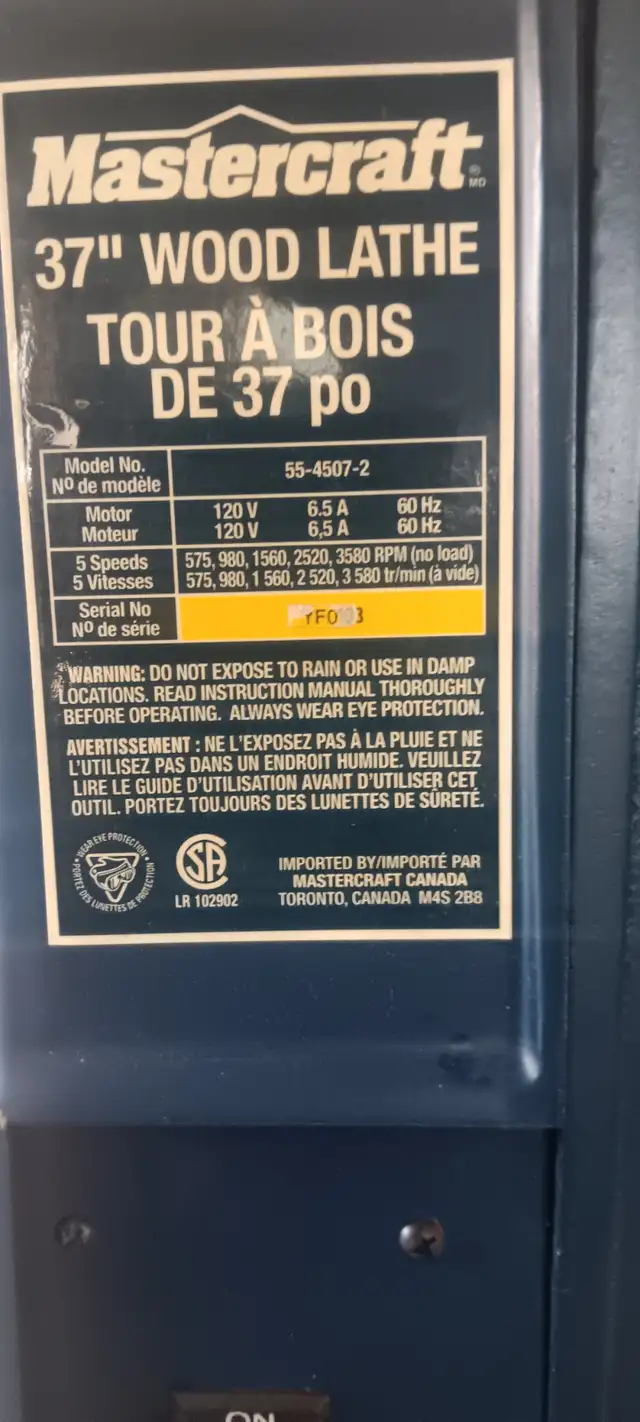 Mastercraft® MD
37" WOOD LATHE
TOUR À BOIS
DE 37 po
Model No.
Nº de modèle
55-4507-2
Motor 120 V 6.5 A 60 Hz
Moteur 120 V 6,5 A 60 Hz
5 Speeds 575, 980, 1560, 2520, 3580 RPM (no load)
5 Vitesses 575, 980, 1 560, 2 520, 3 580 tr/min (à vide)
Serial No
Nº de série
WARNING: DO NOT EXPOSE TO RAIN OR USE IN DAMP
LOCATIONS. READ INSTRUCTION MANUAL THOROUGHLY
BEFORE OPERATING. ALWAYS WEAR EYE PROTECTION.
AVERTISSEMENT : NE L'EXPOSEZ PAS À LA PLUIE ET NE
L'UTILISEZ PAS DANS UN ENDROIT HUMIDE. VEUILLEZ
LIRE LE GUIDE D'UTILISATION AVANT D'UTILISER CET
OUTIL. PORTEZ TOUJOURS DES LUNETTES DE SÛRETÉ.
• WEAR EYE PROTECTION •
PORTEZ DES LUNETTES DE PROTECTION
SA
LR 102902
IMPORTED BY/IMPORTÉ PAR
MASTERCRAFT CANADA
TORONTO, CANADA M4S 2B8
ON